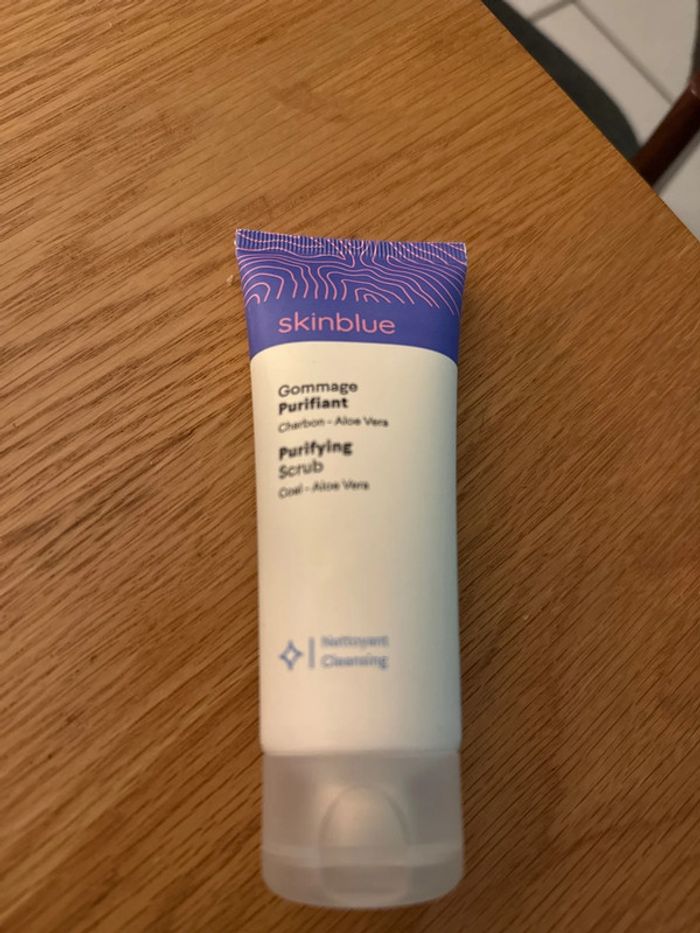 skinblue
Gommage
Purifiant
Charbon - Aloe Vera
Purifying
Scrub
Coal - Aloe Vera
Nettoyant
Cleansing